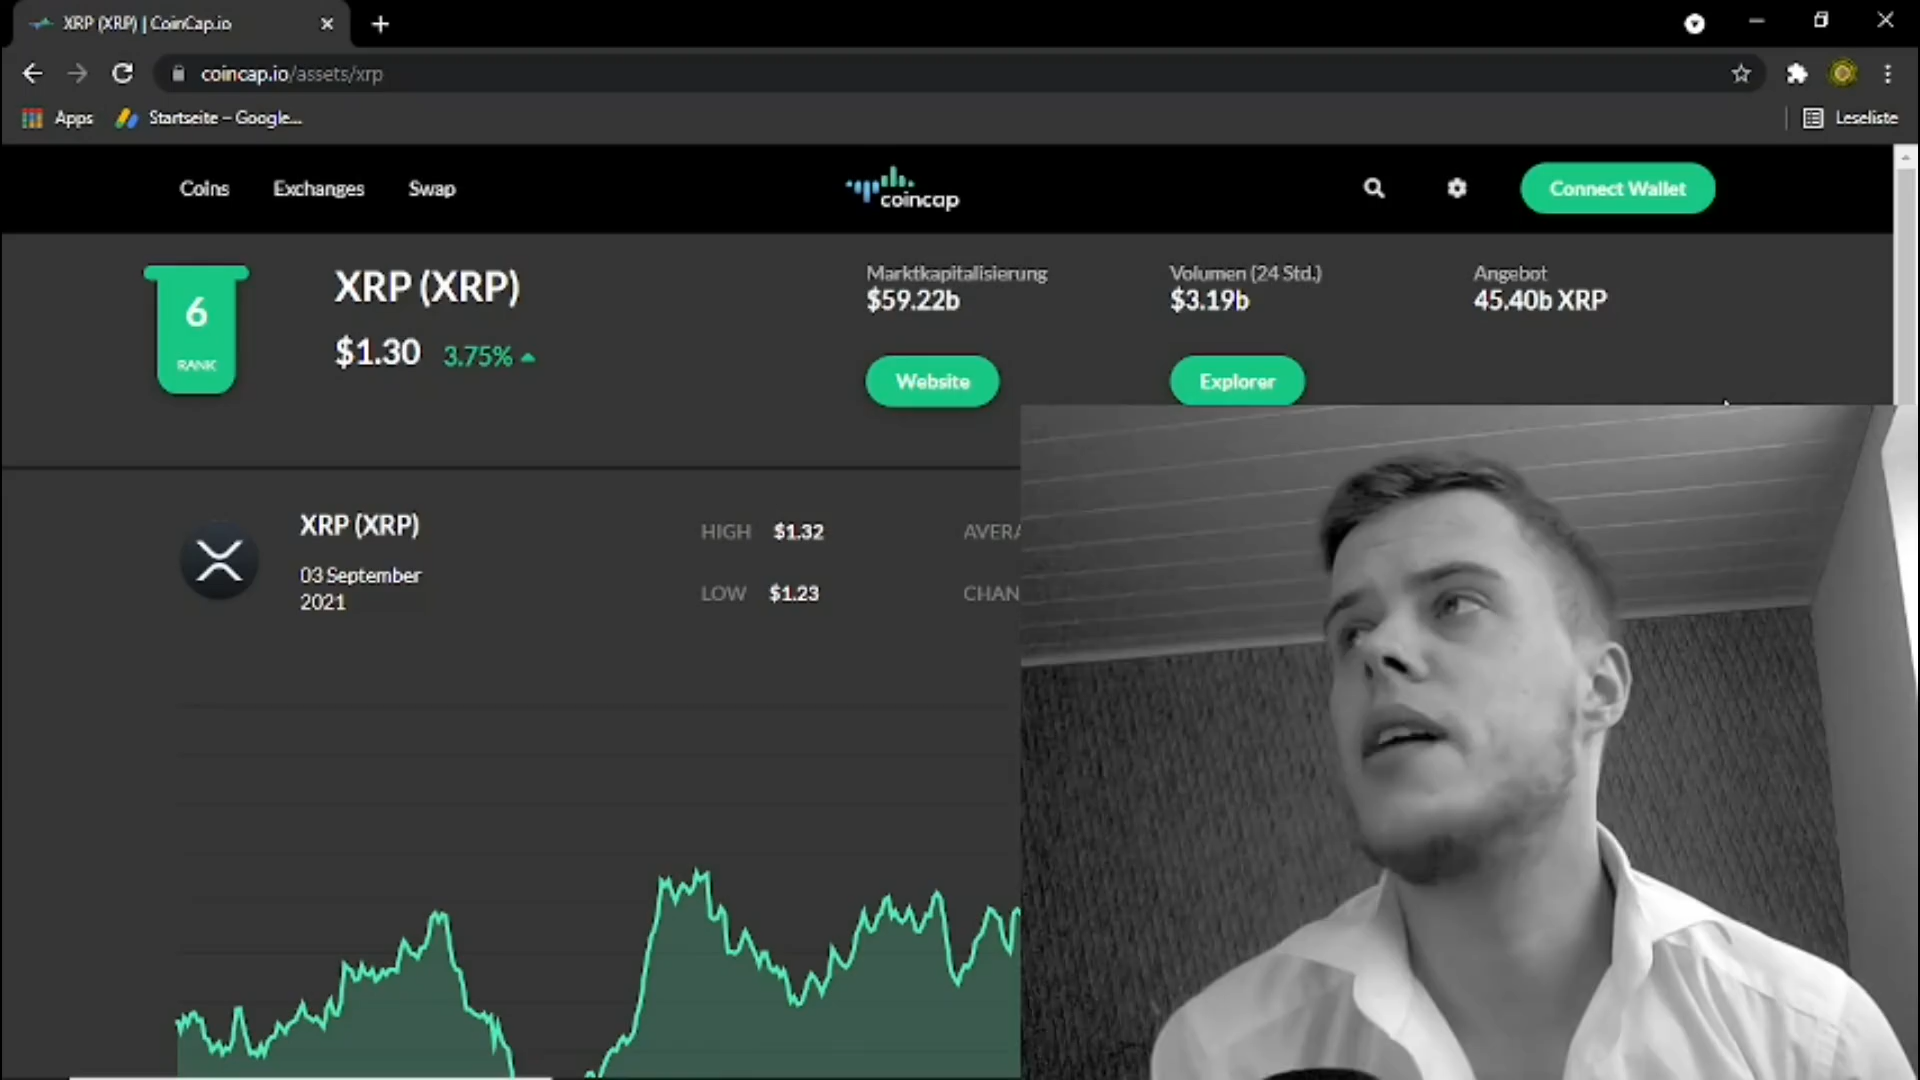 XRP (XRP) | CoinCap.io
coincap.io/assets/xrp
Apps
Startseite – Google...
Leseliste
Coins
Exchanges
Swap
coincap
Connect Wallet
6
RANK
XRP (XRP)
$1.30 3.75%
Marktkapitalisierung
$59.22b
Volumen (24 Std.)
$3.19b
Angebot
45.40b XRP
Website
Explorer
XRP (XRP)
03 September
2021
HIGH $1.32
LOW $1.23
AVERA
CHAN